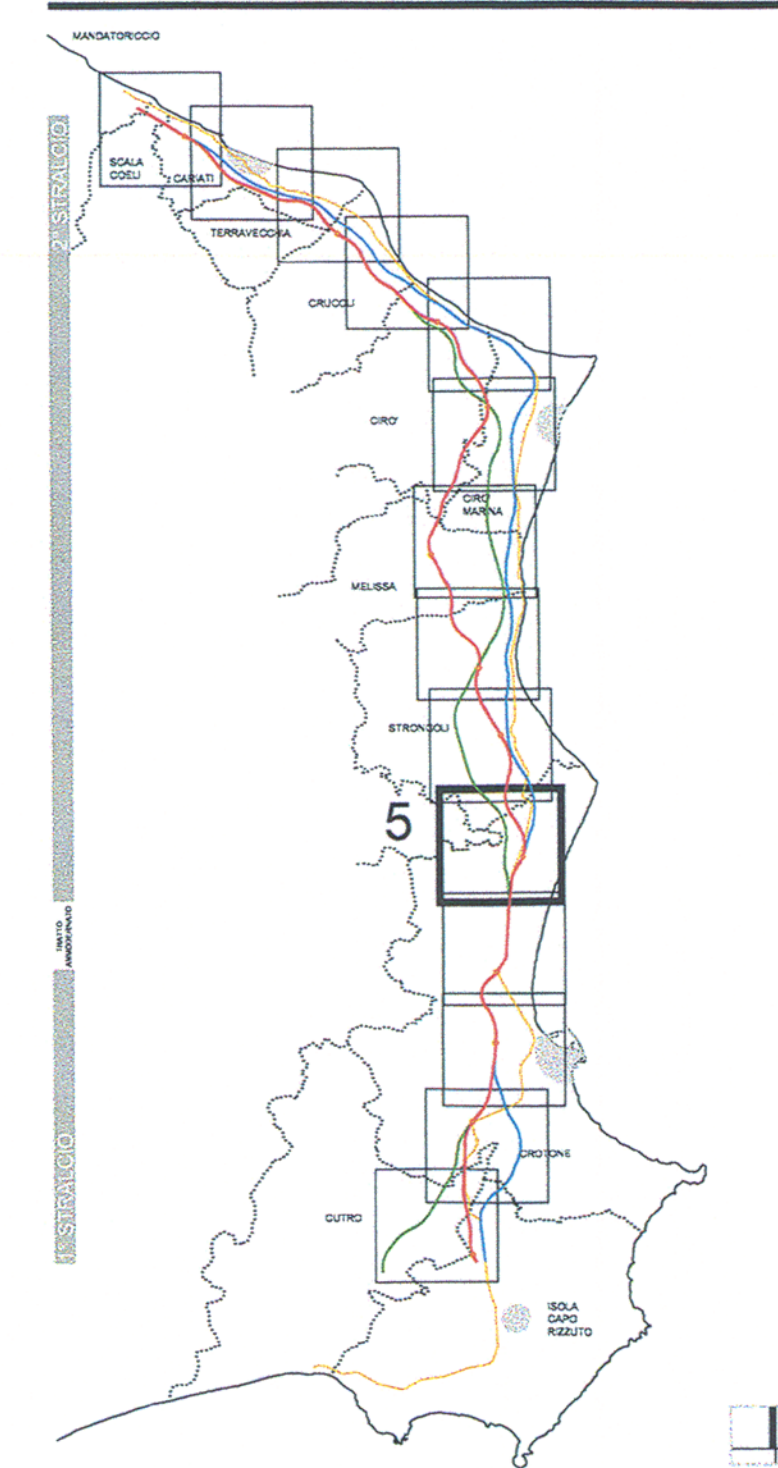 MANDATORICCIO
SCALA
COELI
CARIATI
TERRAVECCHIA
CRUCOLI
CIRO'
CIRO'
MARINA
MELISSA
STRONGOLI
5
CROTONE
CUTRO
ISOLA
CAPO
RIZZUTO
2° STRALCIO
TRATTO
AMMODERNATO
1° STRALCIO